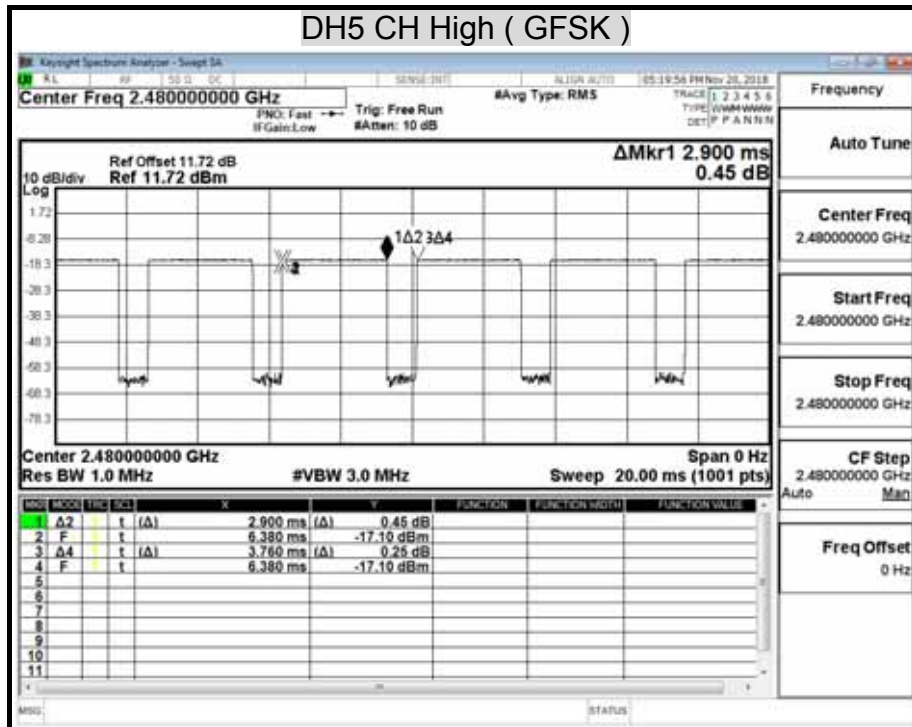 DH5 CH High ( GFSK )
Keysight Spectrum Analyzer - Swept SA
RL RF 50 Ω DC SENSE:INT ALIGN AUTO 05:19:56 PM Nov 20, 2018
Center Freq 2.480000000 GHz
PNO: Fast
IFGain:Low
Trig: Free Run
#Atten: 10 dB
#Avg Type: RMS
TRACE 1 2 3 4 5 6
TYPE
DET P P A N N N
ΔMkr1 2.900 ms
0.45 dB
Ref Offset 11.72 dB
10 dB/div Ref 11.72 dBm
Log
1.72
-8.28
-18.3
-28.3
-38.3
-48.3
-58.3
-68.3
-78.3
1Δ2 3Δ4
Center 2.480000000 GHz Span 0 Hz
Res BW 1.0 MHz #VBW 3.0 MHz Sweep 20.00 ms (1001 pts)
MKR MODE TRC SCL X Y FUNCTION FUNCTION WIDTH FUNCTION VALUE
1 Δ2 t (Δ) 2.900 ms (Δ) 0.45 dB
2 F t 6.380 ms -17.10 dBm
3 Δ4 t (Δ) 3.760 ms (Δ) 0.25 dB
4 F t 6.380 ms -17.10 dBm
5
6
7
8
9
10
11
MSG STATUS
Frequency
Auto Tune
Center Freq
2.480000000 GHz
Start Freq
2.480000000 GHz
Stop Freq
2.480000000 GHz
CF Step
2.480000000 GHz
Auto Man
Freq Offset
0 Hz